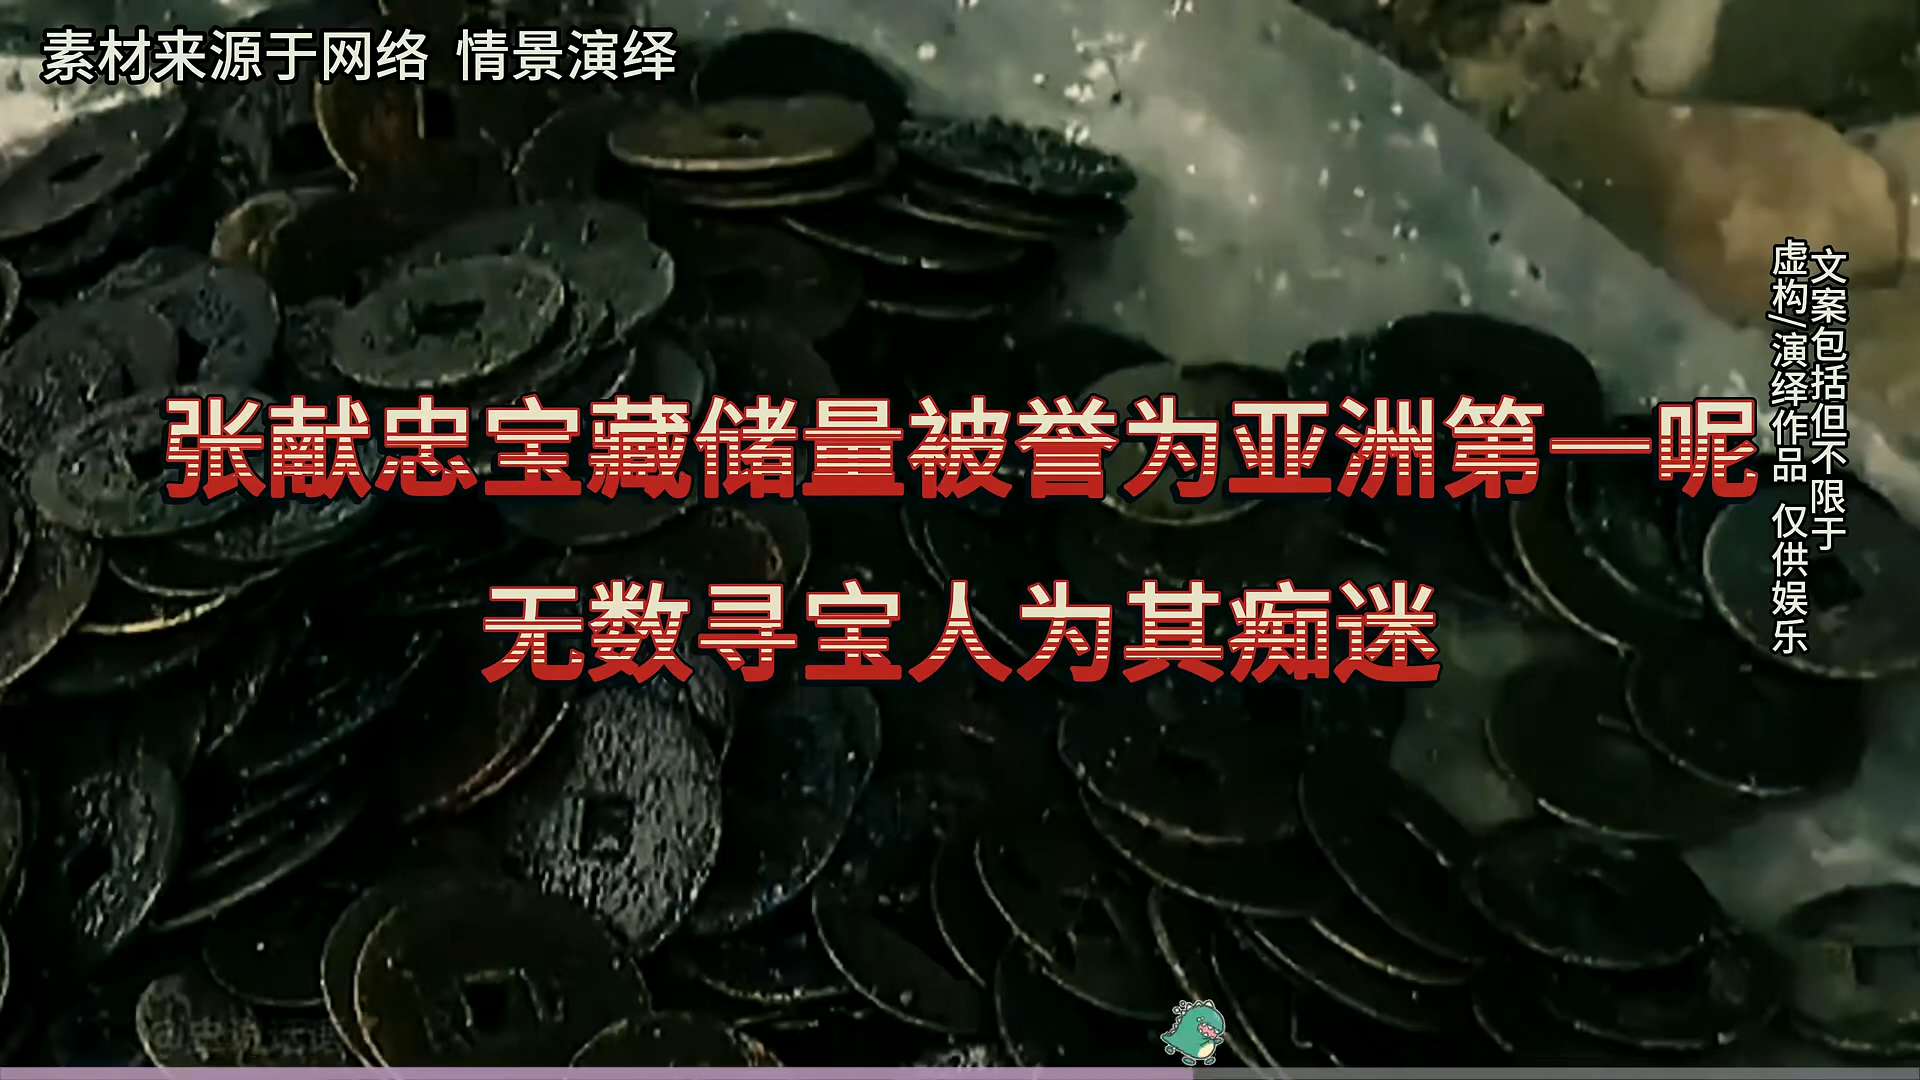 素材来源于网络 情景演绎
张献忠宝藏储量被誉为亚洲第一呢
无数寻宝人为其痴迷
文案包括但不限于
虚构/演绎作品 仅供娱乐